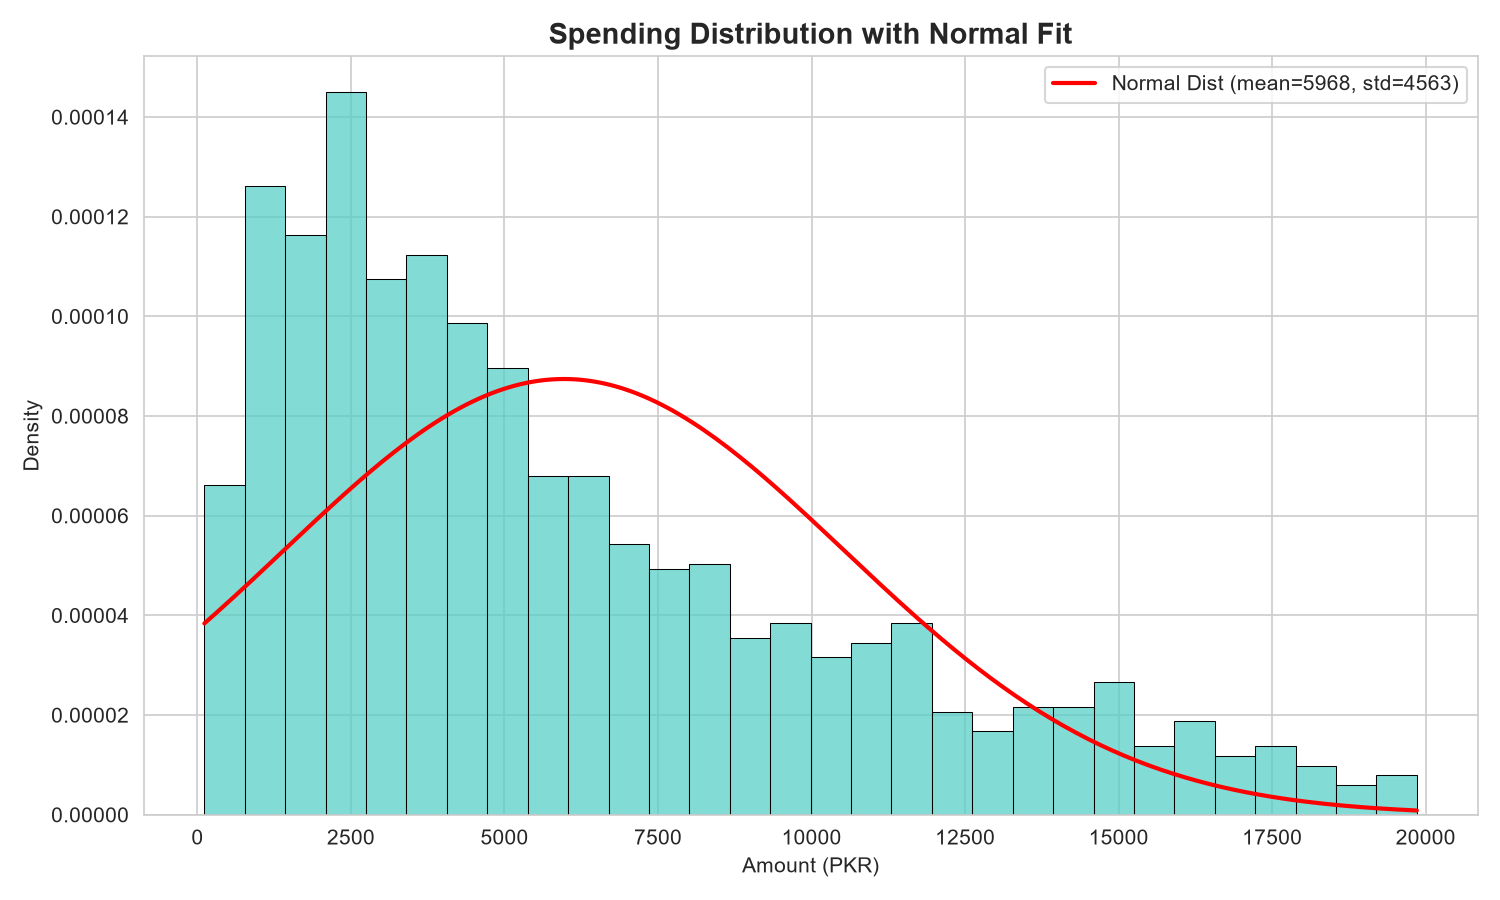 Spending Distribution with Normal Fit
Normal Dist (mean=5968, std=4563)
Density
0.00014
0.00012
0.00010
0.00008
0.00006
0.00004
0.00002
0.00000
0 2500 5000 7500 10000 12500 15000 17500 20000
Amount (PKR)